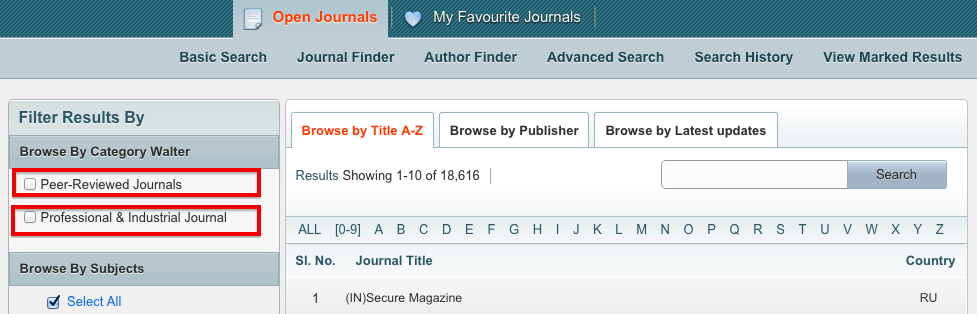 Open Journals
My Favourite Journals
Basic Search Journal Finder Author Finder Advanced Search Search History View Marked Results
Filter Results By
Browse By Category Walter
Peer-Reviewed Journals
Professional & Industrial Journal
Browse By Subjects
Select All
Browse by Title A-Z Browse by Publisher Browse by Latest updates
Results Showing 1-10 of 18,616
Search
ALL [0-9] A B C D E F G H I J K L M N O P Q R S T U V W X Y Z
Sl. No. Journal Title Country
1 (IN)Secure Magazine RU